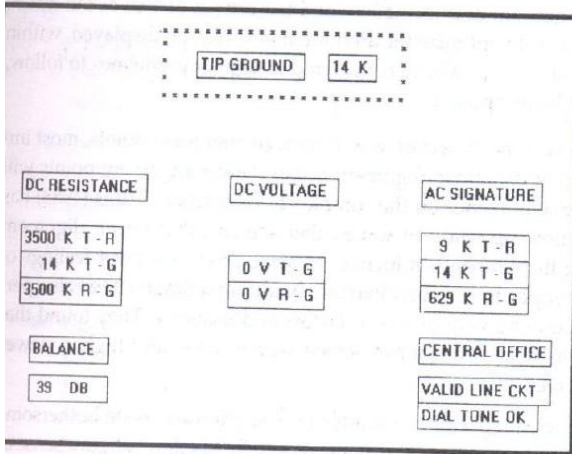 TIP GROUND 14 K
DC RESISTANCE
3500 K T-R
14 K T-G
3500 K R-G
BALANCE
39 DB
DC VOLTAGE
0 V T-G
0 V R-G
AC SIGNATURE
9 K T-R
14 K T-G
629 K R-G
CENTRAL OFFICE
VALID LINE CKT
DIAL TONE OK